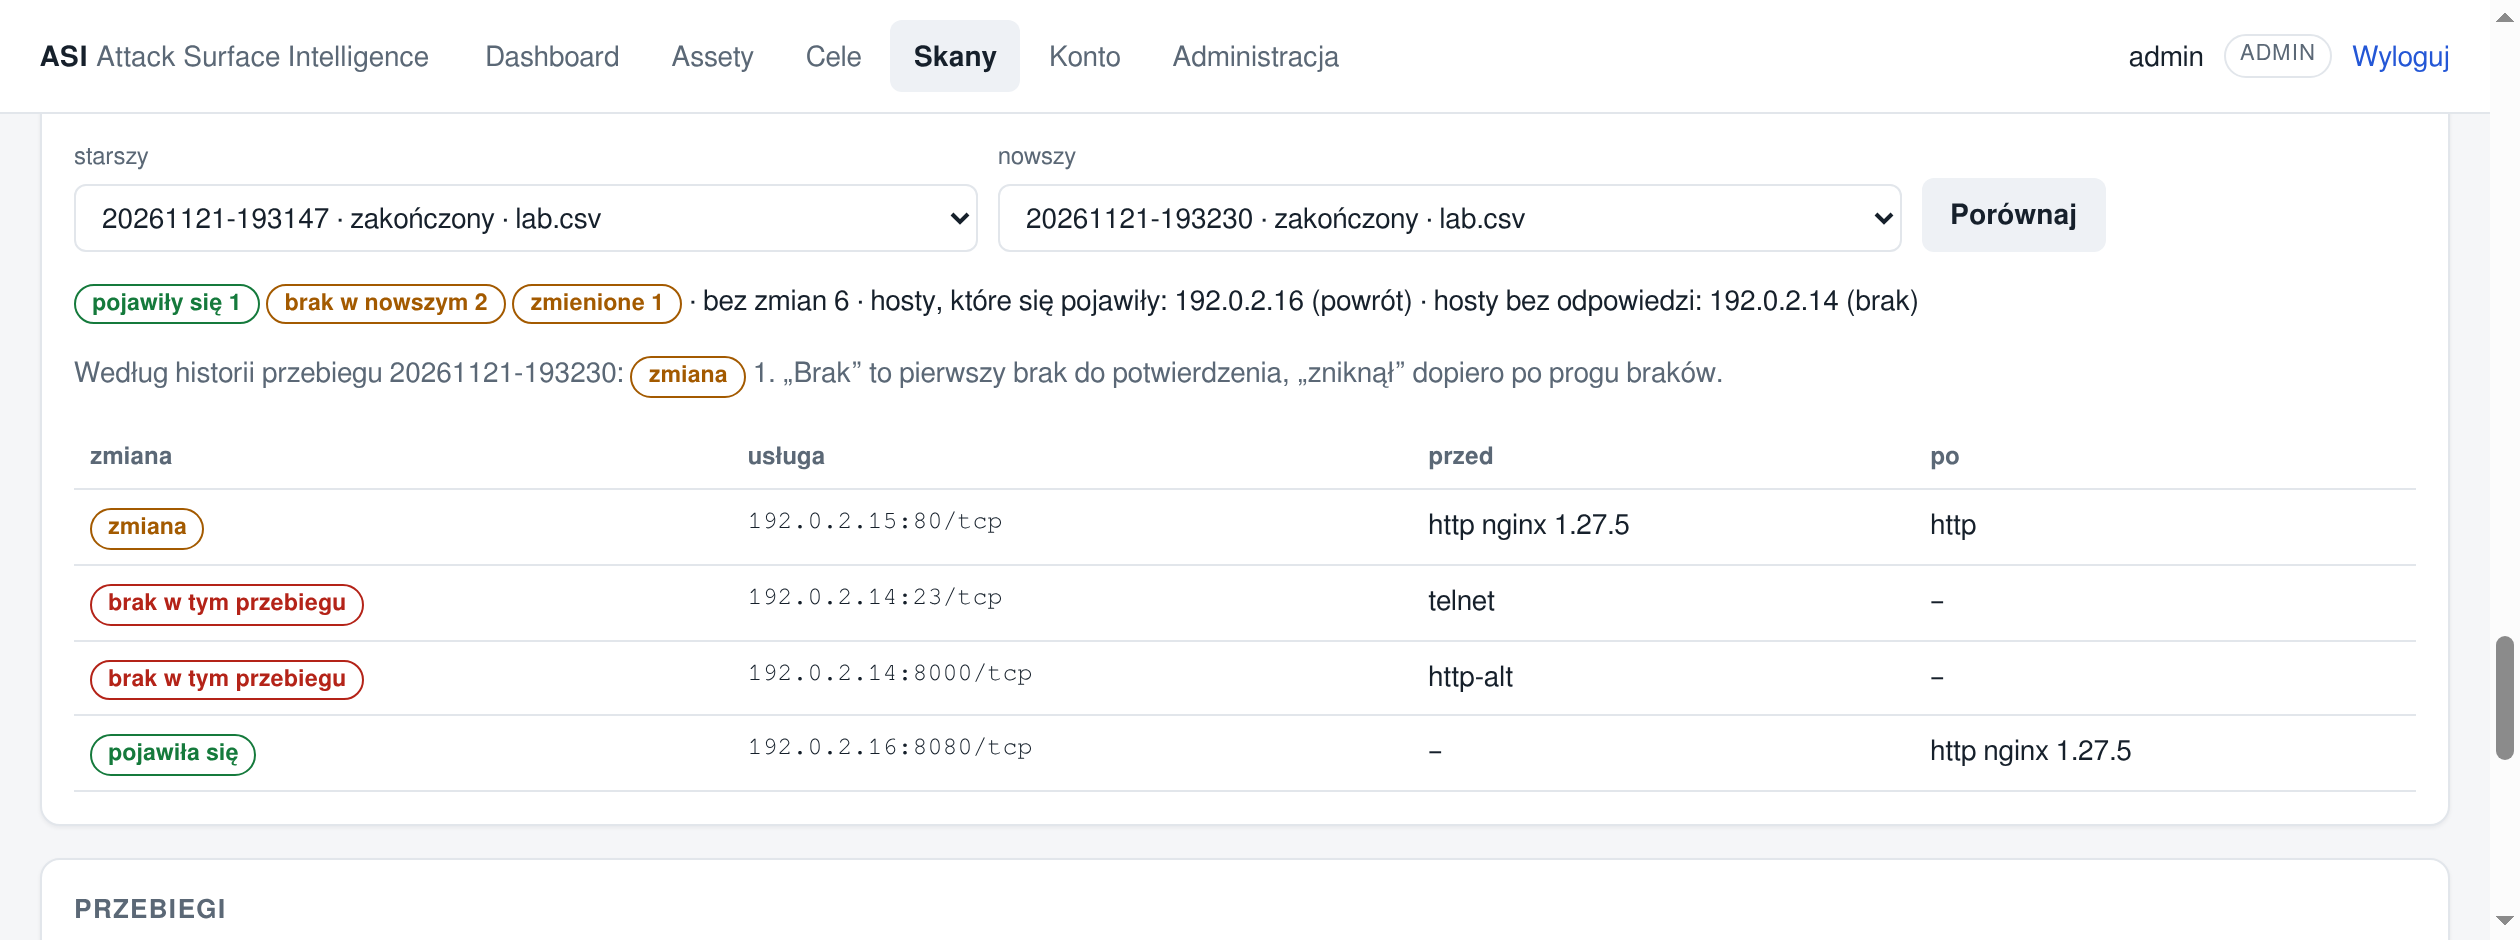 ASI Attack Surface Intelligence Dashboard Assety Cele Skany Konto Administracja admin ADMIN Wyloguj
starszy nowszy
20261121-193147 · zakończony · lab.csv 20261121-193230 · zakończony · lab.csv Porównaj
pojawiły się 1 brak w nowszym 2 zmienione 1 · bez zmian 6 · hosty, które się pojawiły: 192.0.2.16 (powrót) · hosty bez odpowiedzi: 192.0.2.14 (brak)
Według historii przebiegu 20261121-193230: zmiana 1. „Brak” to pierwszy brak do potwierdzenia, „zniknął” dopiero po progu braków.
zmiana usługa przed po
zmiana 192.0.2.15:80/tcp http nginx 1.27.5 http
brak w tym przebiegu 192.0.2.14:23/tcp telnet –
brak w tym przebiegu 192.0.2.14:8000/tcp http-alt –
pojawiła się 192.0.2.16:8080/tcp – http nginx 1.27.5
PRZEBIEGI